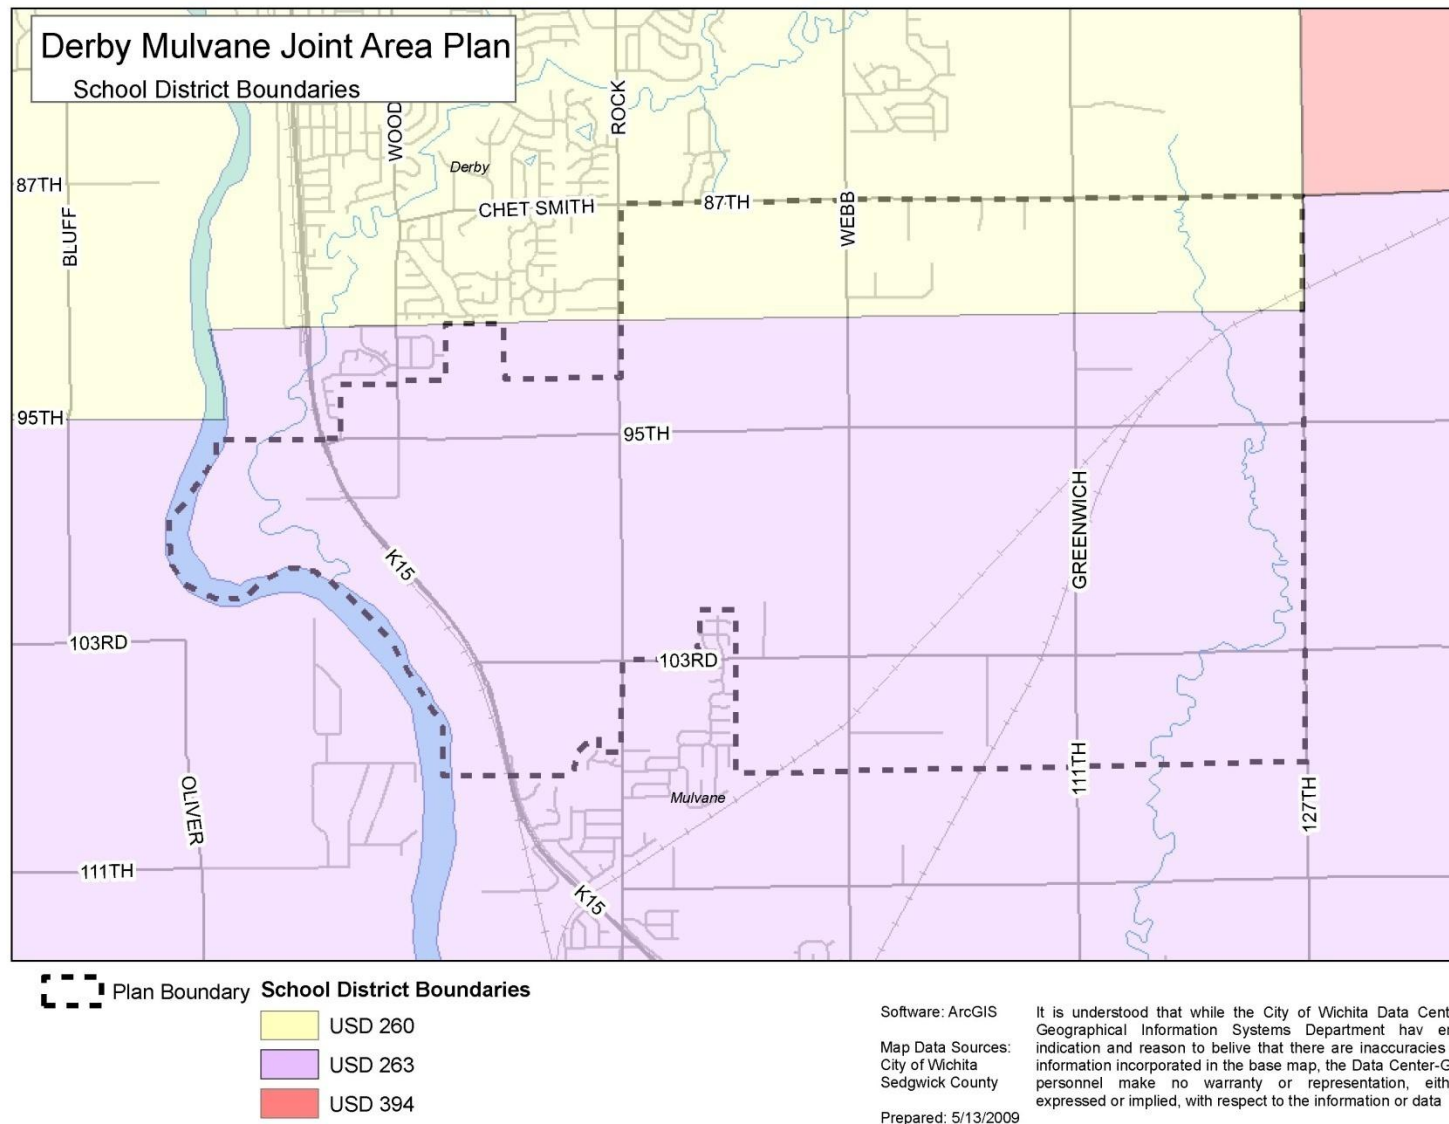 Derby Mulvane Joint Area Plan
School District Boundaries
WOOD
ROCK
Derby
87TH
BLUFF
CHET SMITH
87TH
WEBB
95TH
95TH
K15
GREENWICH
103RD
103RD
OLIVER
Mulvane
111TH
127TH
111TH
K15
Plan Boundary
School District Boundaries
USD 260
USD 263
USD 394
Software: ArcGIS
Map Data Sources:
City of Wichita
Sedgwick County
Prepared: 5/13/2009
It is understood that while the City of Wichita Data Cent
Geographical Information Systems Department hav en
indication and reason to belive that there are inaccuracies
information incorporated in the base map, the Data Center-G
personnel make no warranty or representation, eith
expressed or implied, with respect to the information or data